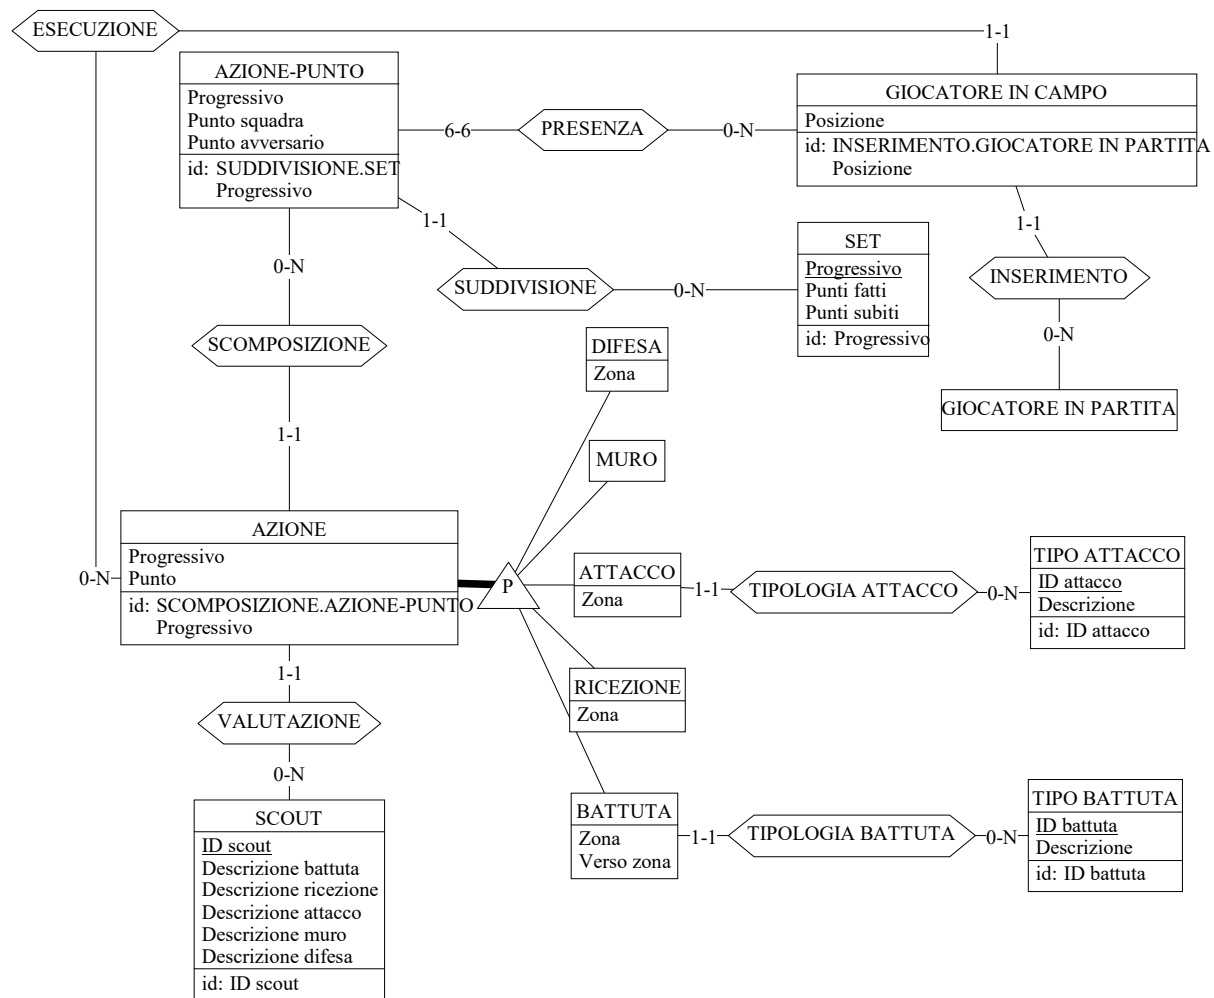 ESECUZIONE
1-1
AZIONE-PUNTO
Progressivo
Punto squadra
Punto avversario
id: SUDDIVISIONE.SET
Progressivo
6-6
PRESENZA
0-N
GIOCATORE IN CAMPO
Posizione
id: INSERIMENTO.GIOCATORE IN PARTITA
Posizione
1-1
SUDDIVISIONE
0-N
SET
Progressivo
Punti fatti
Punti subiti
id: Progressivo
1-1
INSERIMENTO
0-N
GIOCATORE IN PARTITA
0-N
SCOMPOSIZIONE
1-1
DIFESA
Zona
MURO
AZIONE
Progressivo
Punto
id: SCOMPOSIZIONE.AZIONE-PUNTO
Progressivo
0-N
P
ATTACCO
Zona
1-1
TIPOLOGIA ATTACCO
0-N
TIPO ATTACCO
ID attacco
Descrizione
id: ID attacco
RICEZIONE
Zona
1-1
VALUTAZIONE
0-N
BATTUTA
Zona
Verso zona
1-1
TIPOLOGIA BATTUTA
0-N
TIPO BATTUTA
ID battuta
Descrizione
id: ID battuta
SCOUT
ID scout
Descrizione battuta
Descrizione ricezione
Descrizione attacco
Descrizione muro
Descrizione difesa
id: ID scout